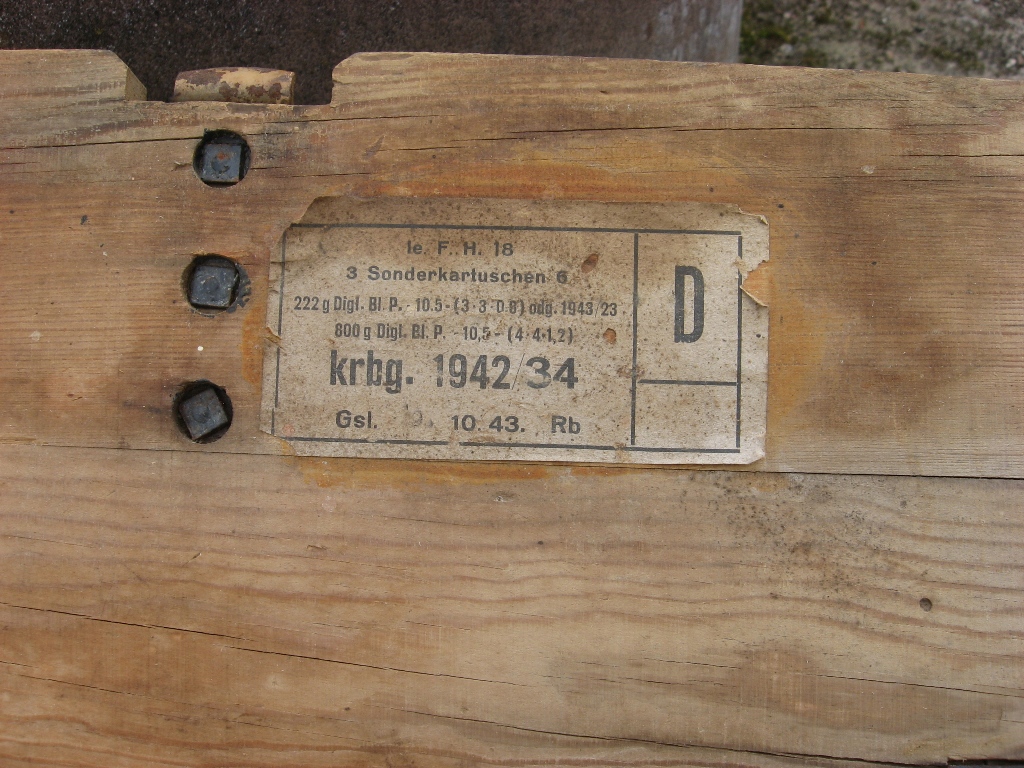 le. F. H. 18
3 Sonderkartuschen 6
222 g Digl. Bl. P. - 10.5 - (3·3·0.8) odg. 1943/23
800 g Digl. Bl. P. - 10,5 - (4·4·1,2)
krbg. 1942/34
Gsl. 10. 43. Rb
D